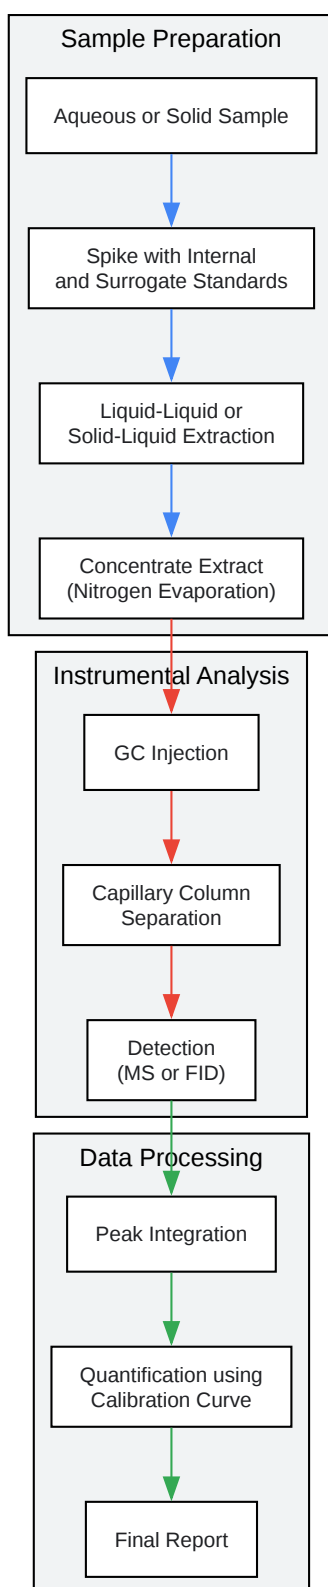 Sample Preparation
Aqueous or Solid Sample
Spike with Internal
and Surrogate Standards
Liquid-Liquid or
Solid-Liquid Extraction
Concentrate Extract
(Nitrogen Evaporation)
Instrumental Analysis
GC Injection
Capillary Column
Separation
Detection
(MS or FID)
Data Processing
Peak Integration
Quantification using
Calibration Curve
Final Report